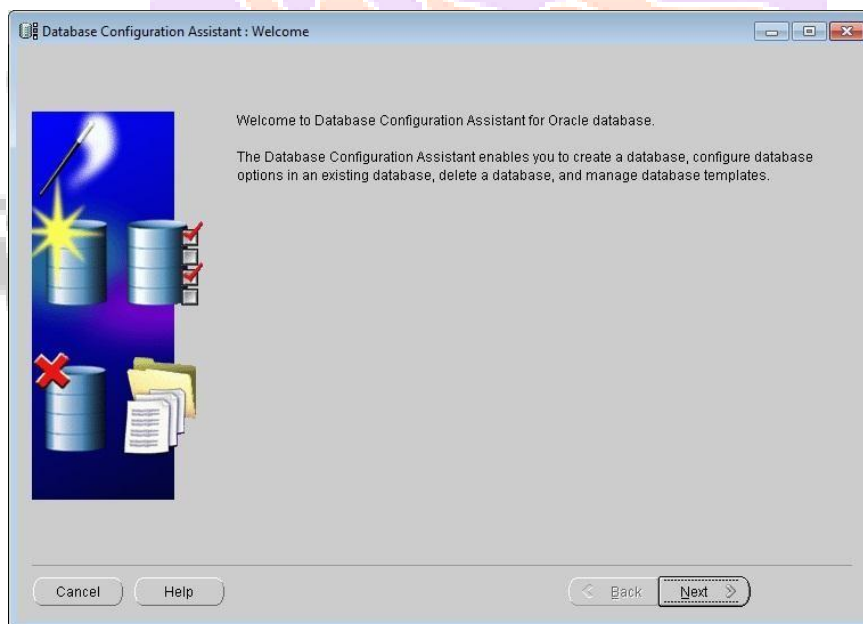 Database Configuration Assistant : Welcome
Welcome to Database Configuration Assistant for Oracle database.
The Database Configuration Assistant enables you to create a database, configure database
options in an existing database, delete a database, and manage database templates.
Cancel
Help
Back
Next